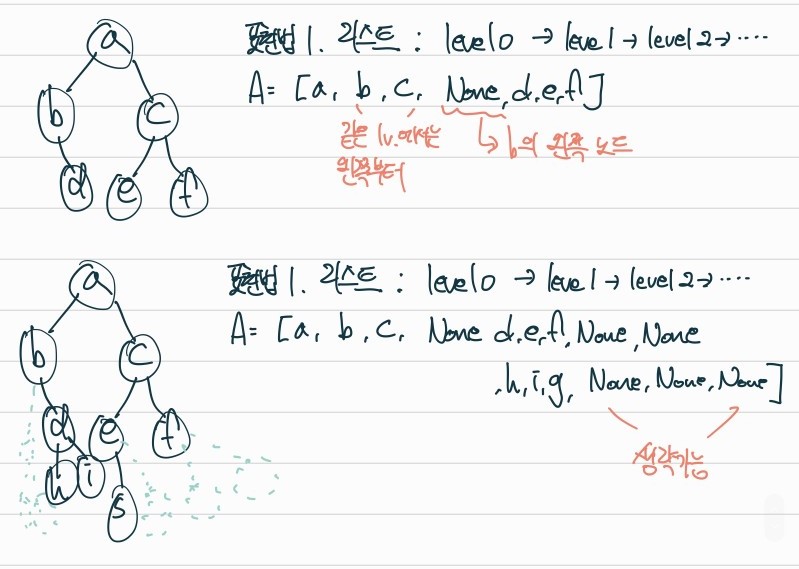 a
b c
d e f
표현법 1. 리스트 : level 0 → level 1 → level 2 → ····
A = [a, b, c, None, d, e, f]
같은 lv.에서는
왼쪽부터
b의 왼쪽 노드
a
b c
d e f
h i
s
표현법 1. 리스트 : level 0 → level 1 → level 2 → ····
A = [a, b, c, None d, e, f, None, None
, h, i, g, None, None, None]
생략가능